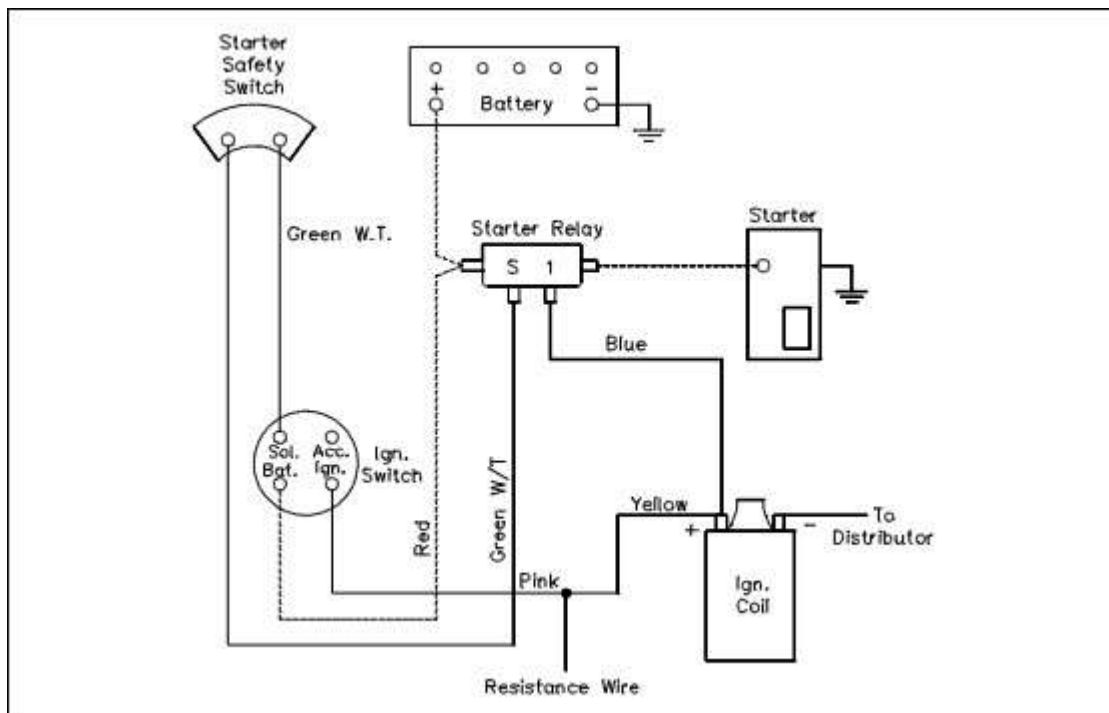 Starter
Safety
Switch
+
-
Battery
Green W.T.
Starter Relay
S 1
Starter
Blue
Sol. Acc.
Bat. Ign.
Ign.
Switch
Red
Green W/T
Yellow
+
-
To
Distributor
Pink
Ign.
Coil
Resistance Wire